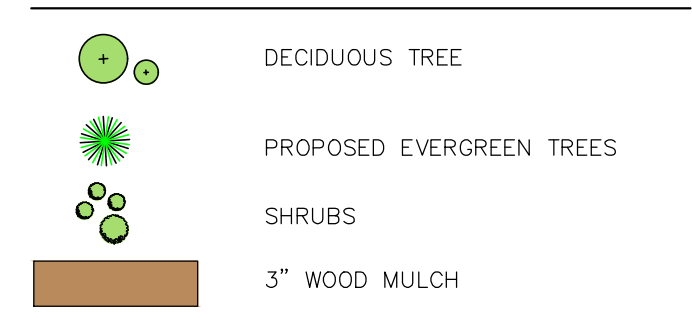 DECIDUOUS TREE
PROPOSED EVERGREEN TREES
SHRUBS
3” WOOD MULCH